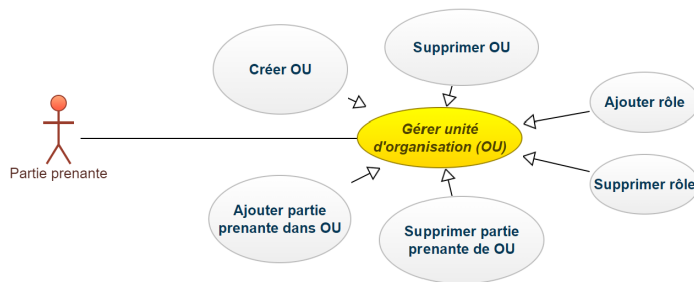 Supprimer OU
Créer OU
Ajouter rôle
Gérer unité
d'organisation (OU)
Partie prenante
Supprimer rôle
Ajouter partie
prenante dans OU
Supprimer partie
prenante de OU